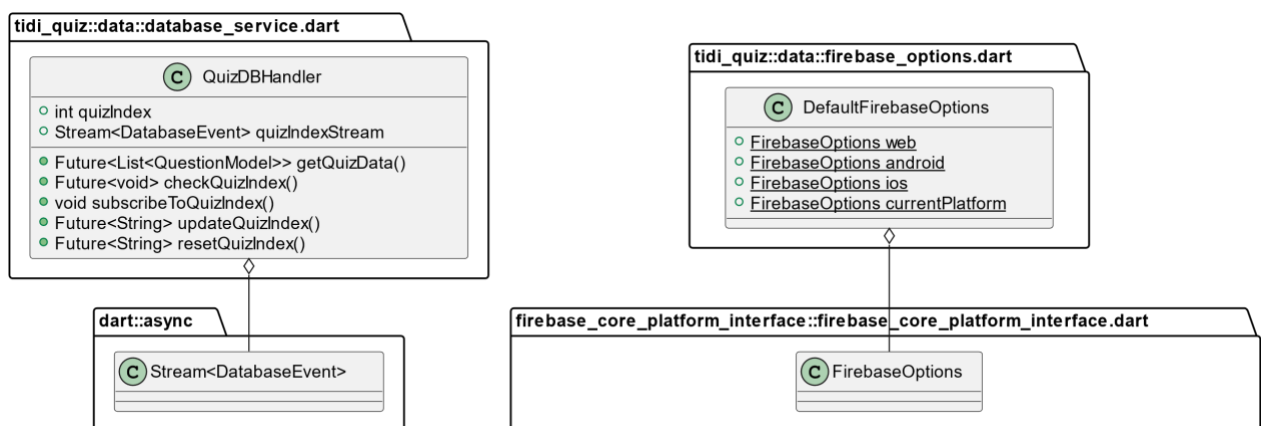 tidi_quiz::data::database_service.dart
C QuizDBHandler
int quizIndex
Stream<DatabaseEvent> quizIndexStream
Future<List<QuestionModel>> getQuizData()
Future<void> checkQuizIndex()
void subscribeToQuizIndex()
Future<String> updateQuizIndex()
Future<String> resetQuizIndex()
dart::async
C Stream<DatabaseEvent>
tidi_quiz::data::firebase_options.dart
C DefaultFirebaseOptions
FirebaseOptions web
FirebaseOptions android
FirebaseOptions ios
FirebaseOptions currentPlatform
firebase_core_platform_interface::firebase_core_platform_interface.dart
C FirebaseOptions